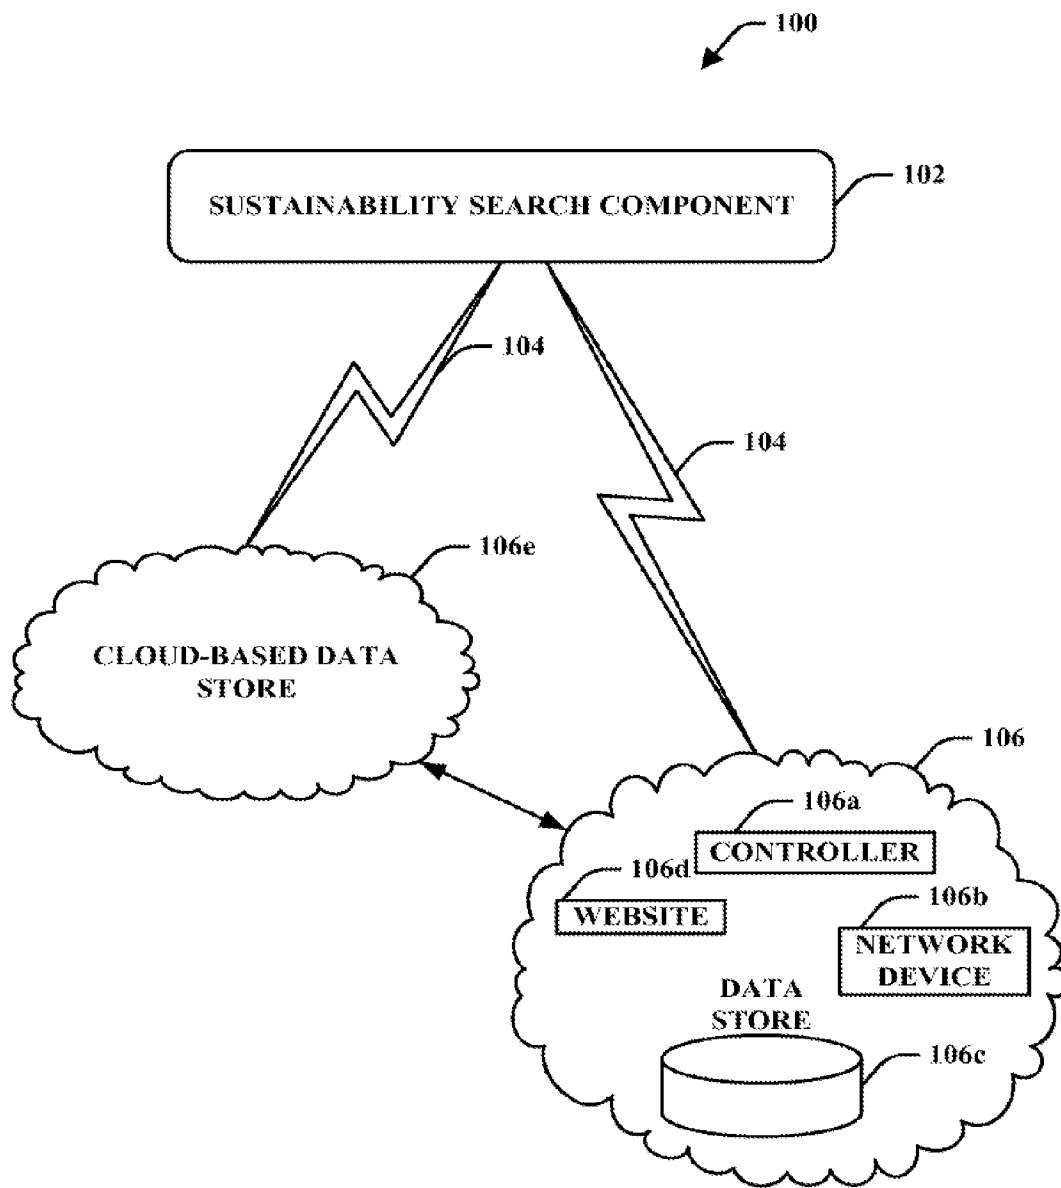 100
102
SUSTAINABILITY SEARCH COMPONENT
104
104
106e
CLOUD-BASED DATA
STORE
106
106a
CONTROLLER
106d
WEBSITE
106b
NETWORK
DEVICE
DATA
STORE
106c